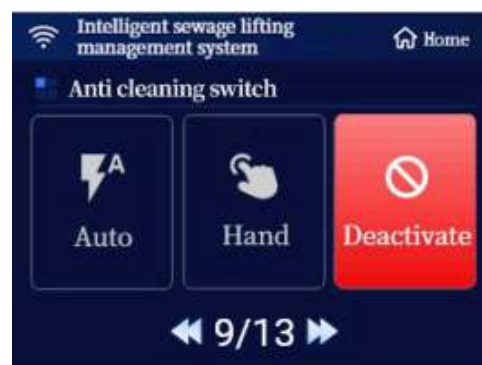 Intelligent sewage lifting
management system
Home
Anti cleaning switch
A
Auto
Hand
Deactivate
9/13